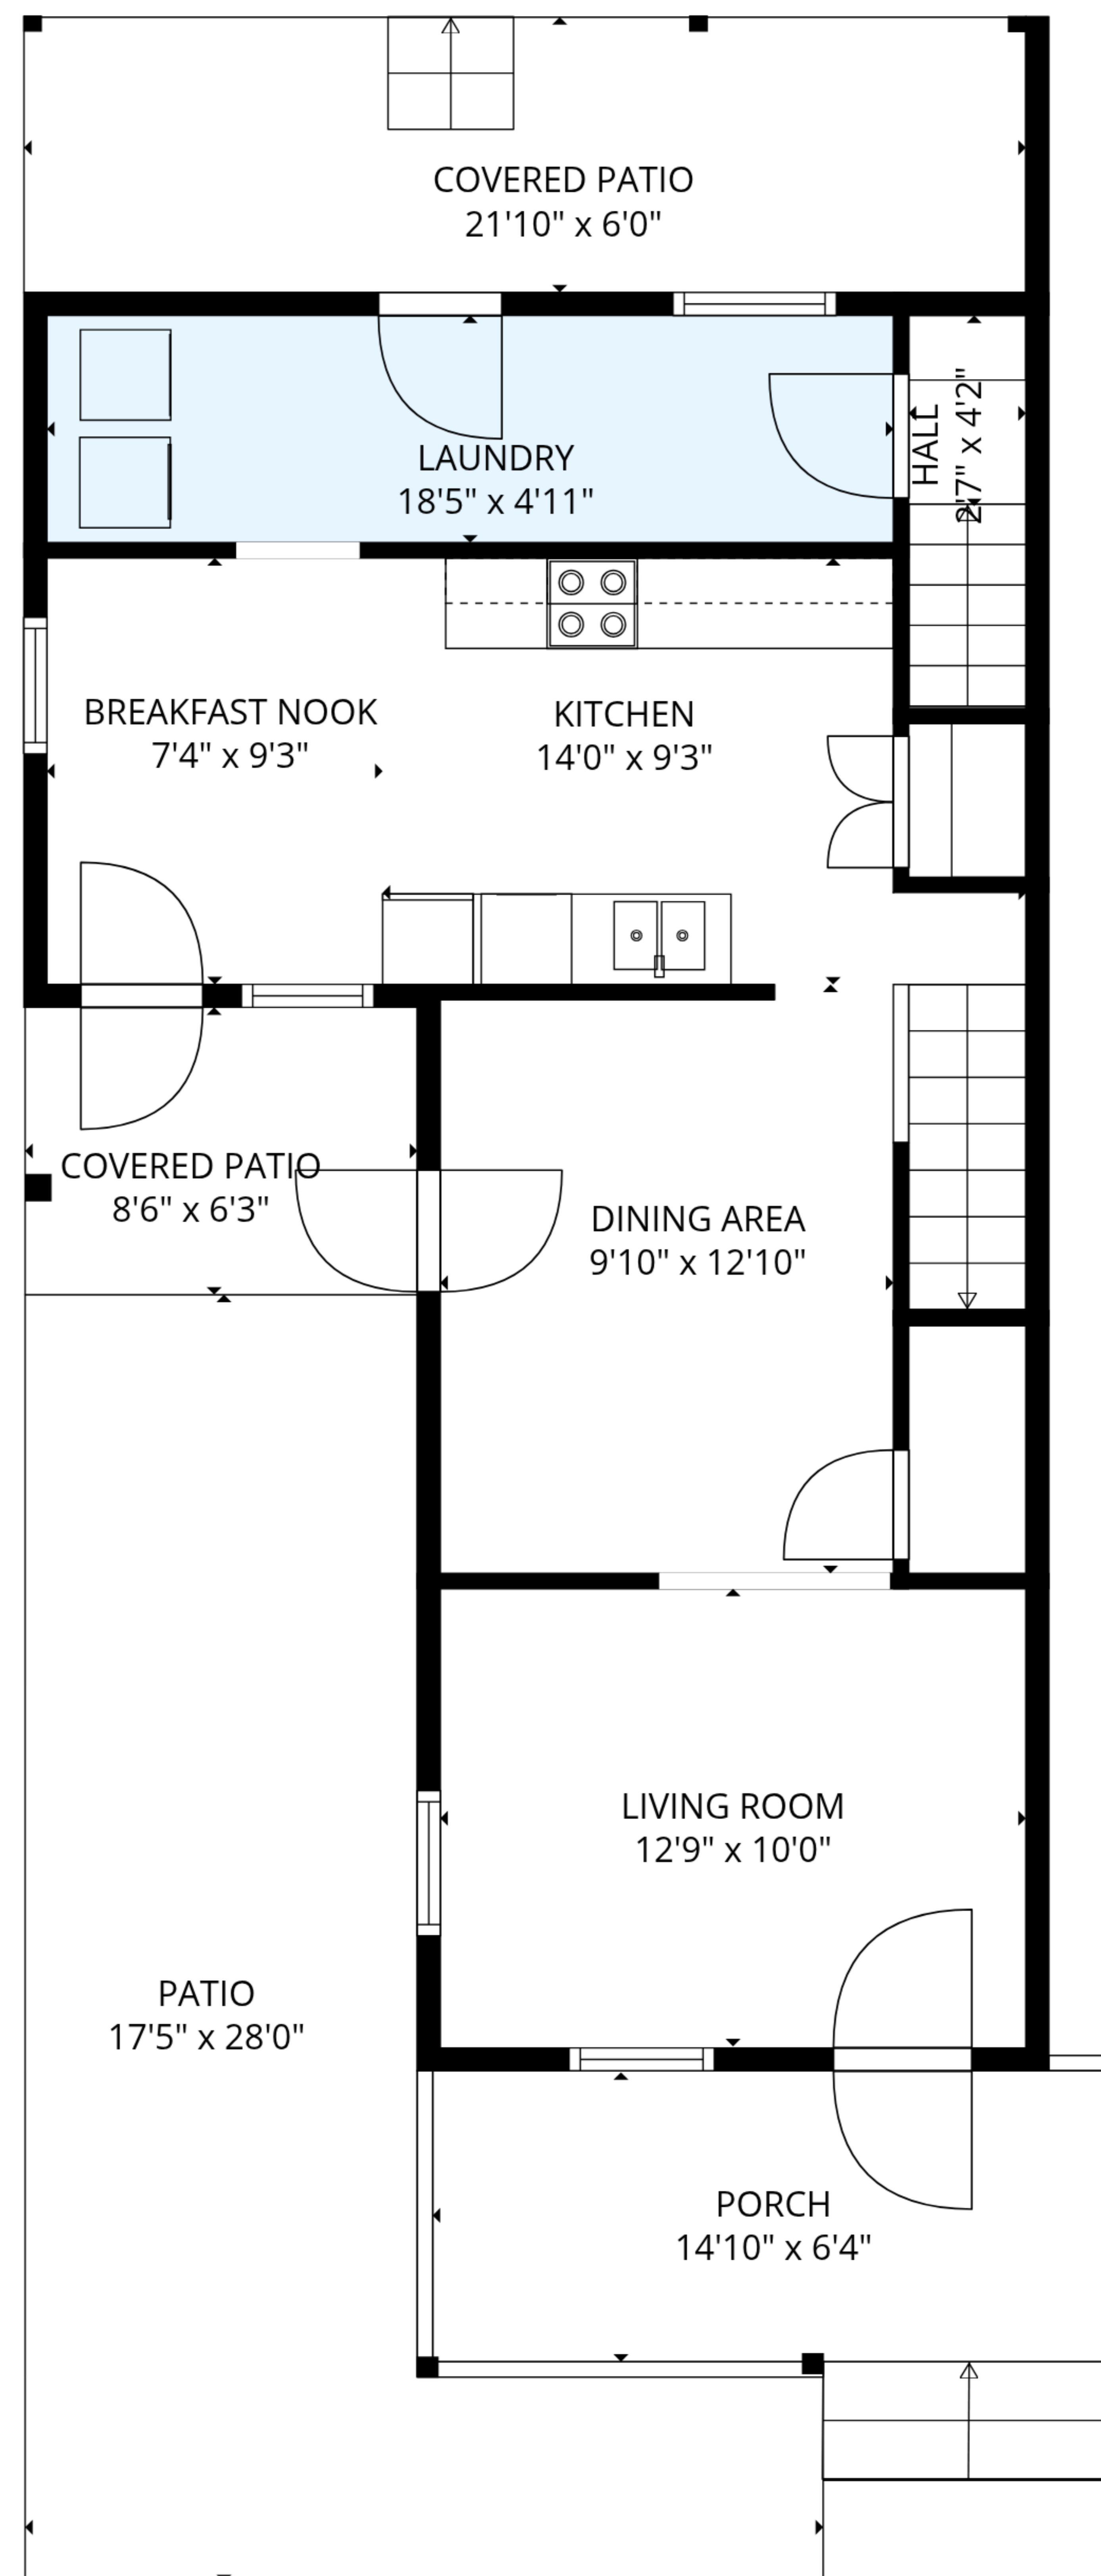 COVERED PATIO
21'10" x 6'0"
LAUNDRY
18'5" x 4'11"
HALL
2'7" x 4'2"
BREAKFAST NOOK
7'4" x 9'3"
KITCHEN
14'0" x 9'3"
COVERED PATIO
8'6" x 6'3"
DINING AREA
9'10" x 12'10"
LIVING ROOM
12'9" x 10'0"
PATIO
17'5" x 28'0"
PORCH
14'10" x 6'4"